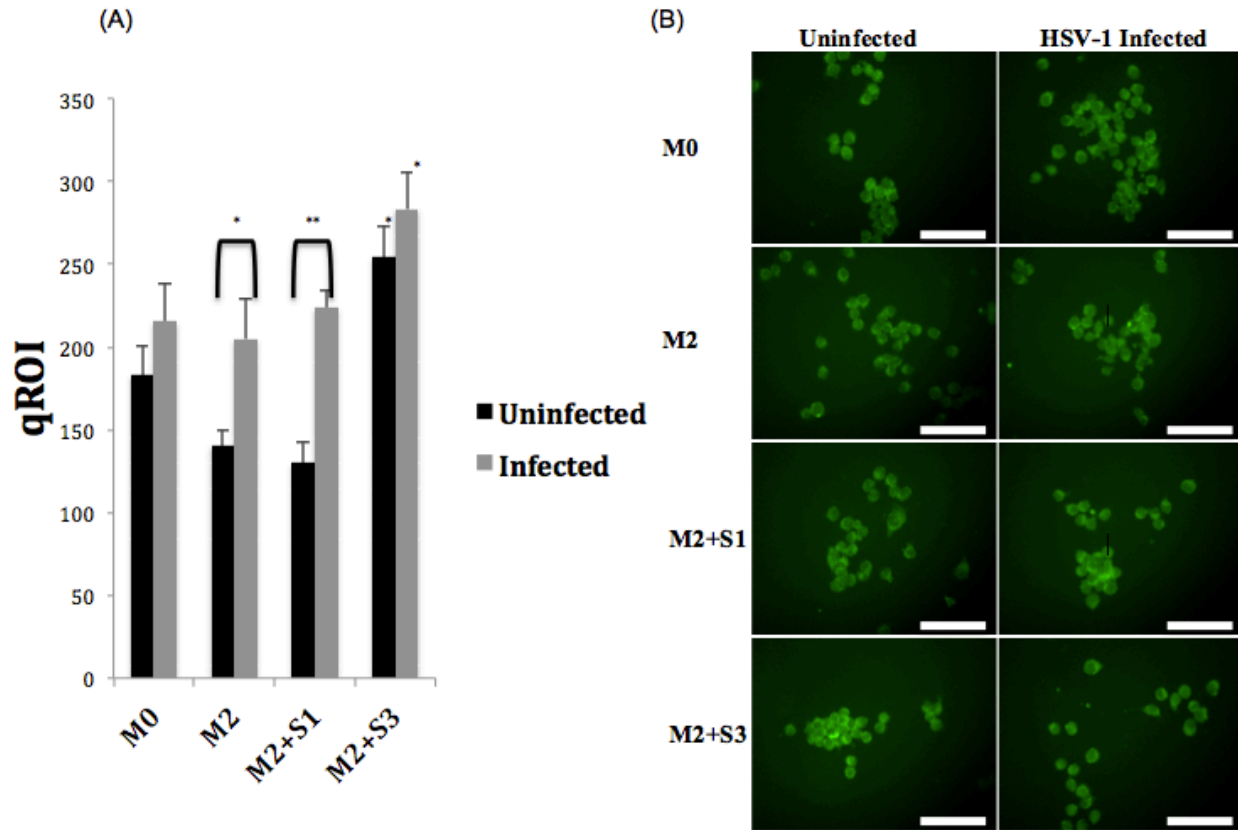 (A)
350
300
250
200
150
100
50
0
qROI
*
**
*
*
M0
M2
M2+S1
M2+S3
Uninfected
Infected
(B)
Uninfected HSV-1 Infected
M0
M2
M2+S1
M2+S3